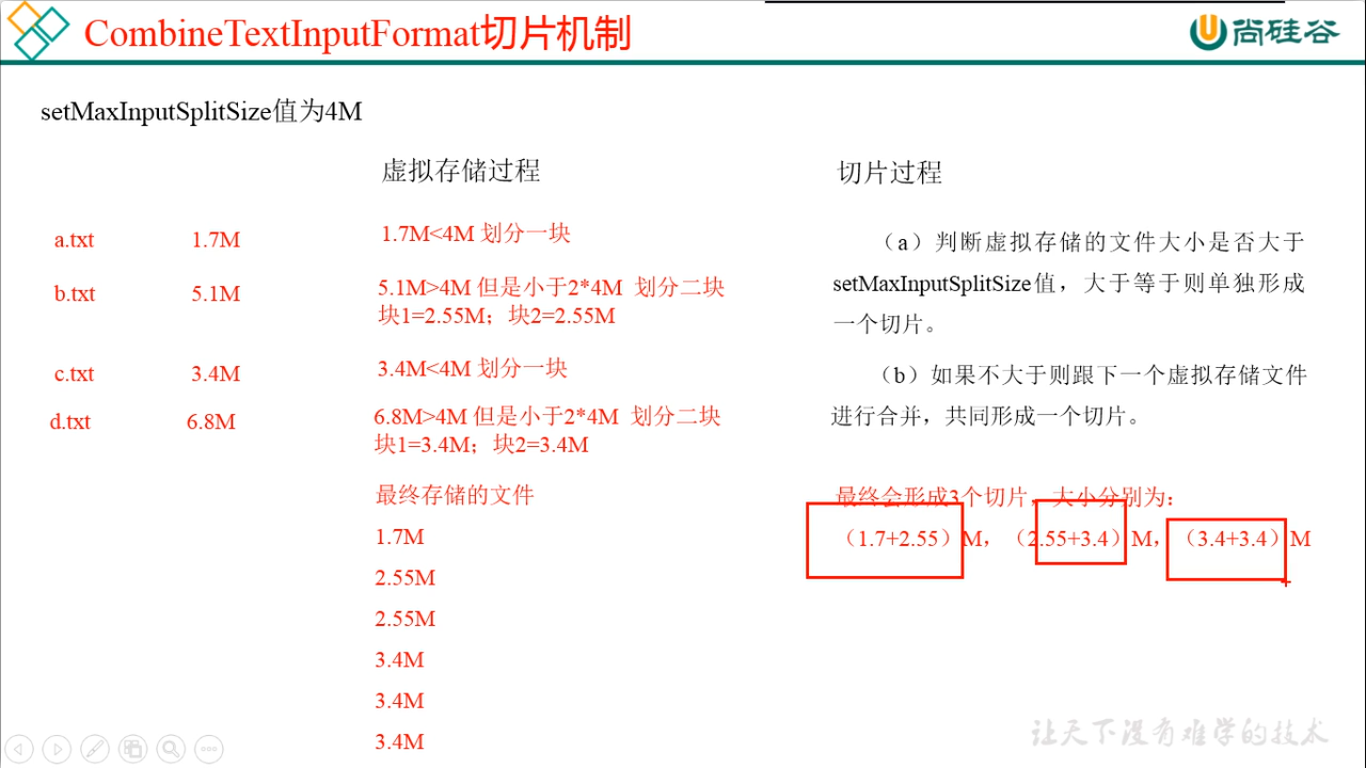 CombineTextInputFormat切片机制
尚硅谷
setMaxInputSplitSize值为4M
虚拟存储过程
切片过程
a.txt 1.7M 1.7M<4M 划分一块
b.txt 5.1M 5.1M>4M 但是小于2*4M 划分二块
块1=2.55M；块2=2.55M
c.txt 3.4M 3.4M<4M 划分一块
d.txt 6.8M 6.8M>4M 但是小于2*4M 划分二块
块1=3.4M；块2=3.4M
最终存储的文件
1.7M
2.55M
2.55M
3.4M
3.4M
3.4M
（a）判断虚拟存储的文件大小是否大于
setMaxInputSplitSize值，大于等于则单独形成
一个切片。
（b）如果不大于则跟下一个虚拟存储文件
进行合并，共同形成一个切片。
最终会形成3个切片，大小分别为：
（1.7+2.55）M，（2.55+3.4）M，（3.4+3.4）M
让天下没有难学的技术